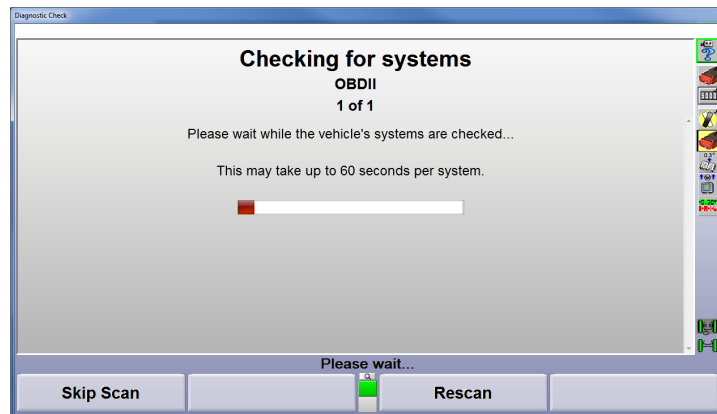 Diagnostic Check
Checking for systems
OBDII
1 of 1
Please wait while the vehicle's systems are checked...
This may take up to 60 seconds per system.
Please wait...
Skip Scan
Rescan